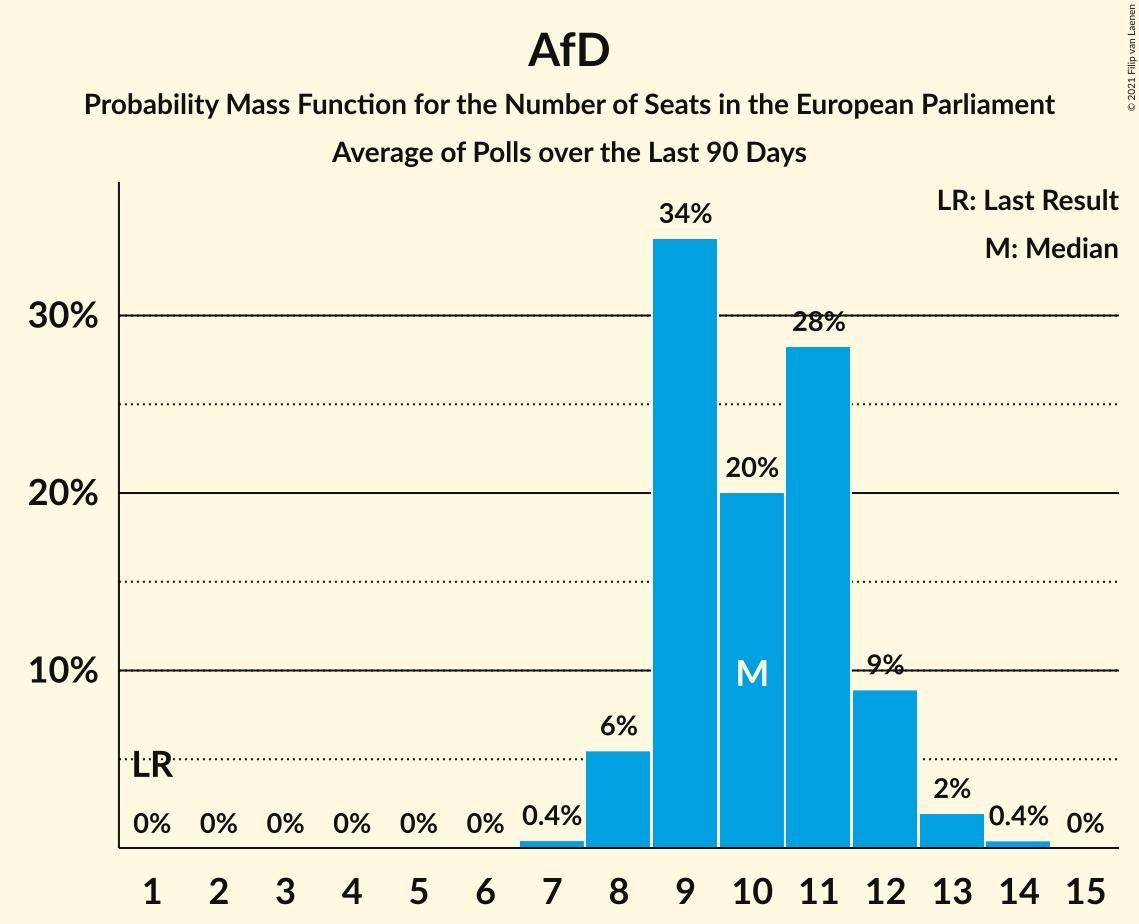 AfD
Probability Mass Function for the Number of Seats in the European Parliament
Average of Polls over the Last 90 Days
© 2021 Filip van Laenen
LR: Last Result
M: Median
34%
30%
28%
20%
20%
10%
9%
M
6%
LR
2%
0% 0% 0% 0% 0% 0% 0.4% 0.4% 0%
1 2 3 4 5 6 7 8 9 10 11 12 13 14 15